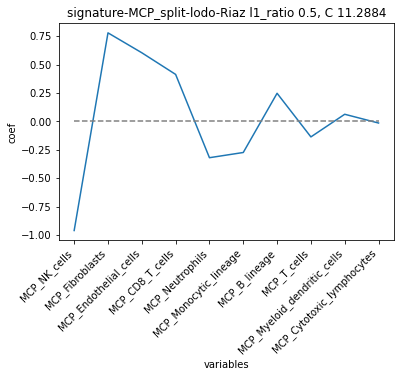 signature-MCP_split-lodo-Riaz l1_ratio 0.5, C 11.2884
coef
0.75
0.50
0.25
0.00
−0.25
−0.50
−0.75
−1.00
MCP_NK_cells
MCP_Fibroblasts
MCP_Endothelial_cells
MCP_CD8_T_cells
MCP_Neutrophils
MCP_Monocytic_lineage
MCP_B_lineage
MCP_T_cells
MCP_Myeloid_dendritic_cells
MCP_Cytotoxic_lymphocytes
variables